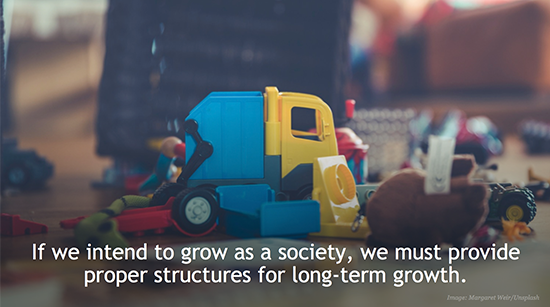 If we intend to grow as a society, we must provide
proper structures for long-term growth.
Image: Margaret Weir/Unsplash